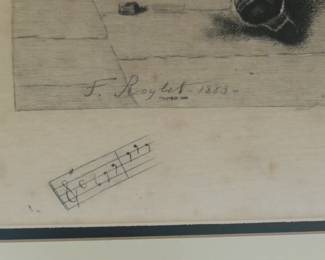 F. Roybet - 1883 -